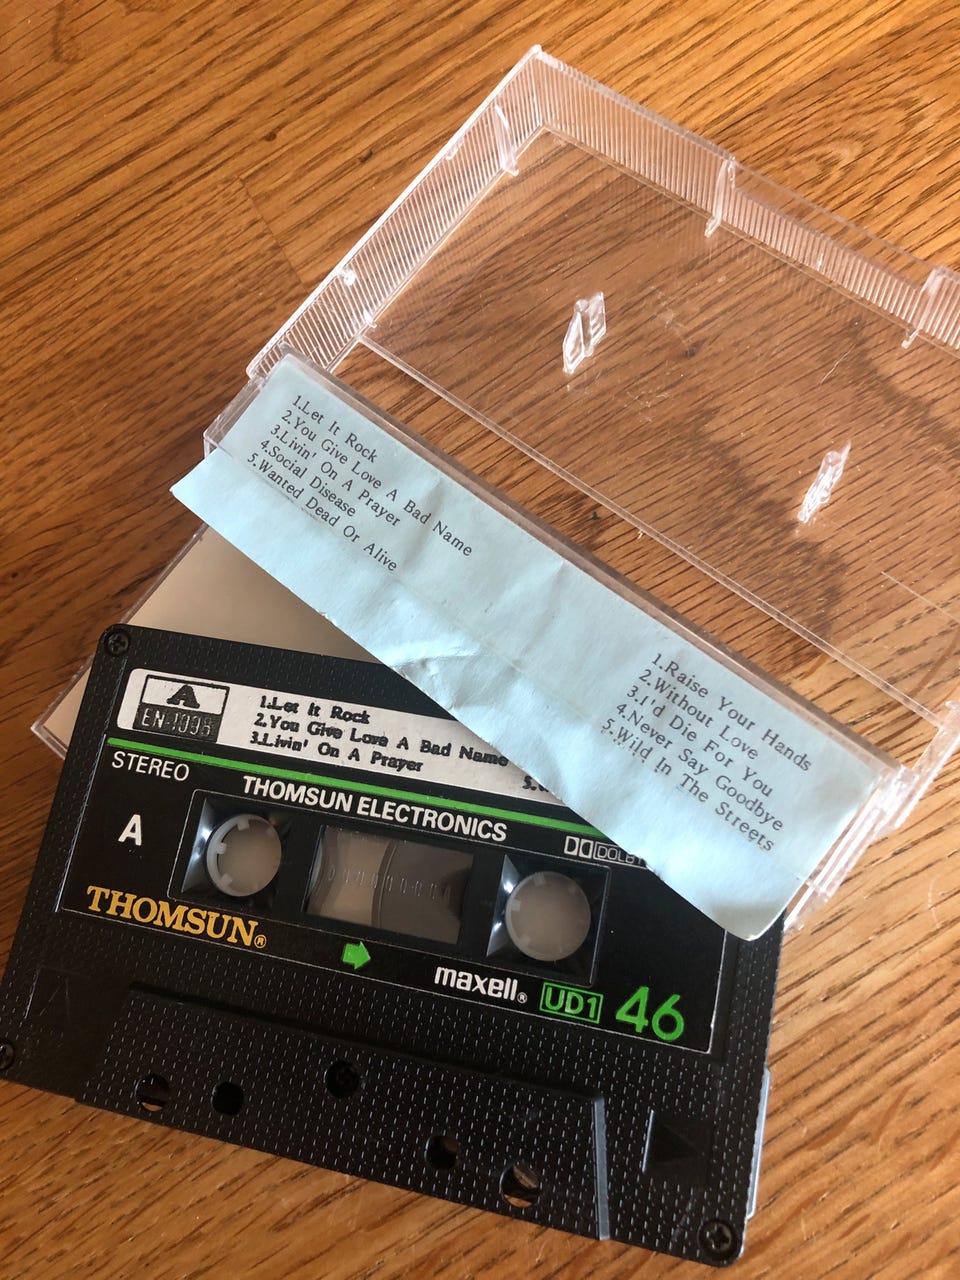 1.Let It Rock
2.You Give Love A Bad Name
3.Livin' On A Prayer
4.Social Disease
5.Wanted Dead Or Alive
1.Raise Your Hands
2.Without Love
3.I'd Die For You
4.Never Say Goodbye
5.Wild In The Streets
A
1.Let It Rock
2.You Give Love A Bad Name
3.Livin' On A Prayer
STEREO
THOMSUN ELECTRONICS
A
DOLBY
THOMSUN®
maxell® UD1 46